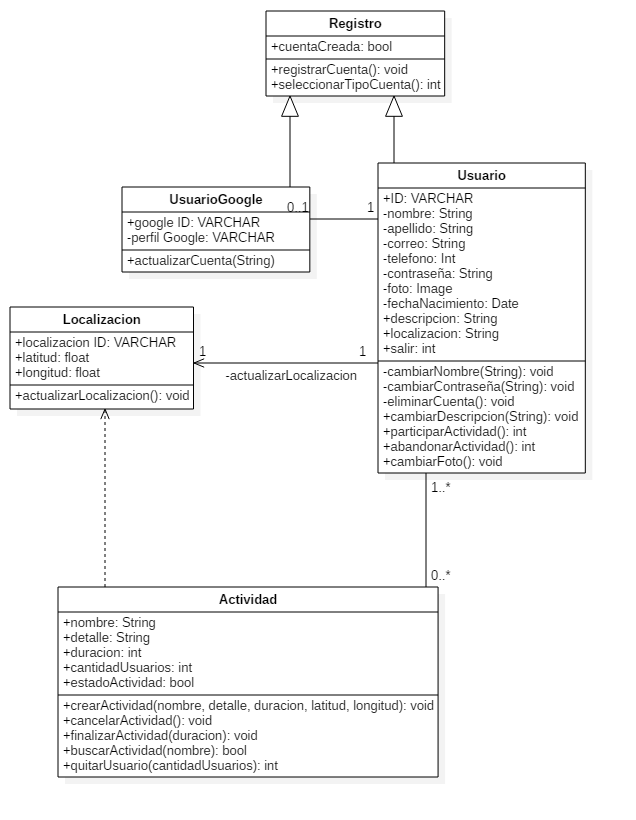 Registro
+cuentaCreada: bool
+registrarCuenta(): void
+seleccionarTipoCuenta(): int
UsuarioGoogle
+google ID: VARCHAR
-perfil Google: VARCHAR
+actualizarCuenta(String)
0..1
1
Usuario
+ID: VARCHAR
-nombre: String
-apellido: String
-correo: String
-telefono: Int
-contraseña: String
-foto: Image
-fechaNacimiento: Date
+descripcion: String
+localizacion: String
+salir: int
-cambiarNombre(String): void
-cambiarContraseña(String): void
-eliminarCuenta(): void
+cambiarDescripcion(String): void
+participarActividad(): int
+abandonarActividad(): int
+cambiarFoto(): void
Localizacion
+localizacion ID: VARCHAR
+latitud: float
+longitud: float
+actualizarLocalizacion(): void
1
1
-actualizarLocalizacion
1..*
0..*
Actividad
+nombre: String
+detalle: String
+duracion: int
+cantidadUsuarios: int
+estadoActividad: bool
+crearActividad(nombre, detalle, duracion, latitud, longitud): void
+cancelarActividad(): void
+finalizarActividad(duracion): void
+buscarActividad(nombre): bool
+quitarUsuario(cantidadUsuarios): int